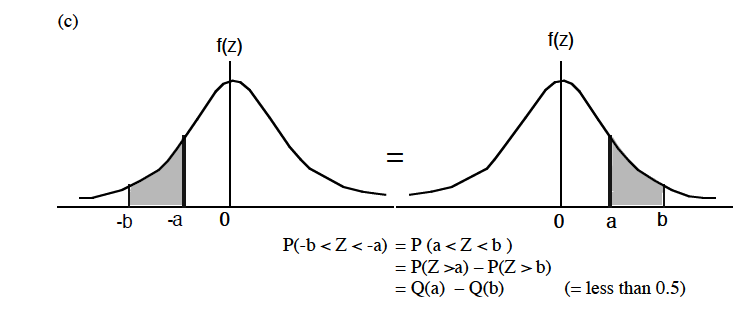 (c)
f(z) f(z)
=
-b -a 0 0 a b
P(-b < Z < -a) = P (a < Z < b )
= P(Z >a) – P(Z > b)
= Q(a) – Q(b) (= less than 0.5)